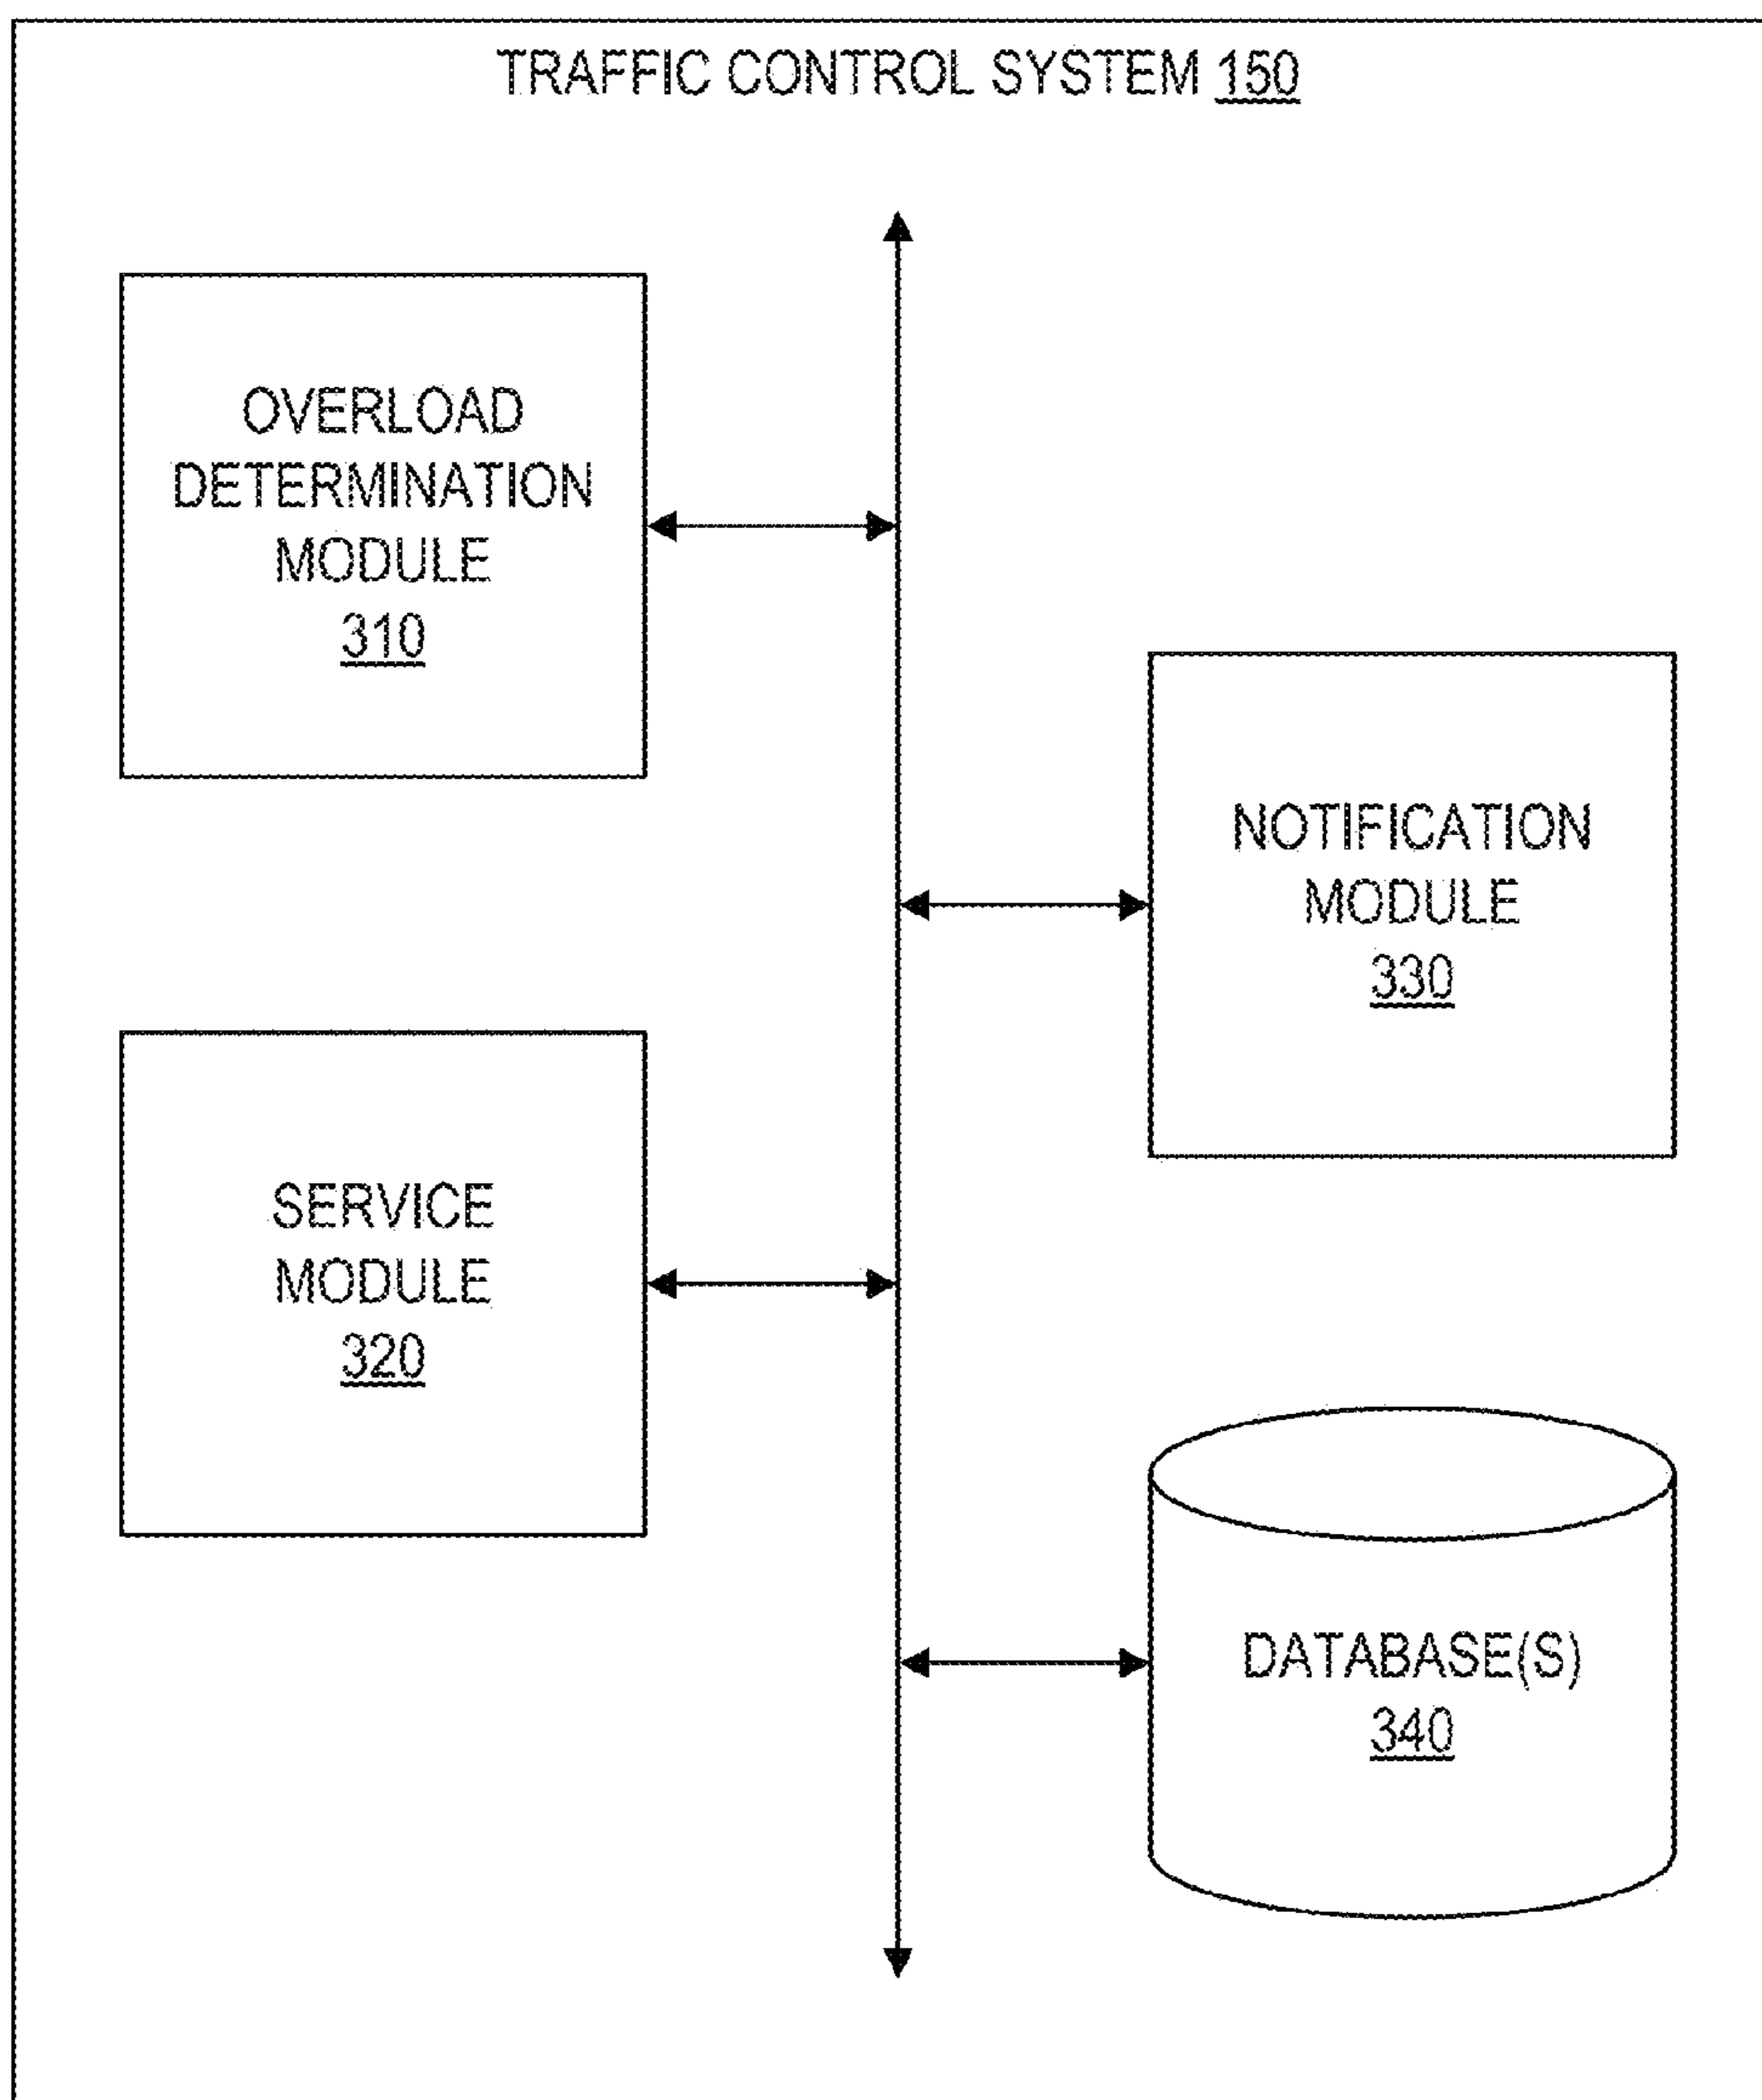 TRAFFIC CONTROL SYSTEM 150
OVERLOAD
DETERMINATION
MODULE
310
NOTIFICATION
MODULE
330
SERVICE
MODULE
320
DATABASE(S)
340